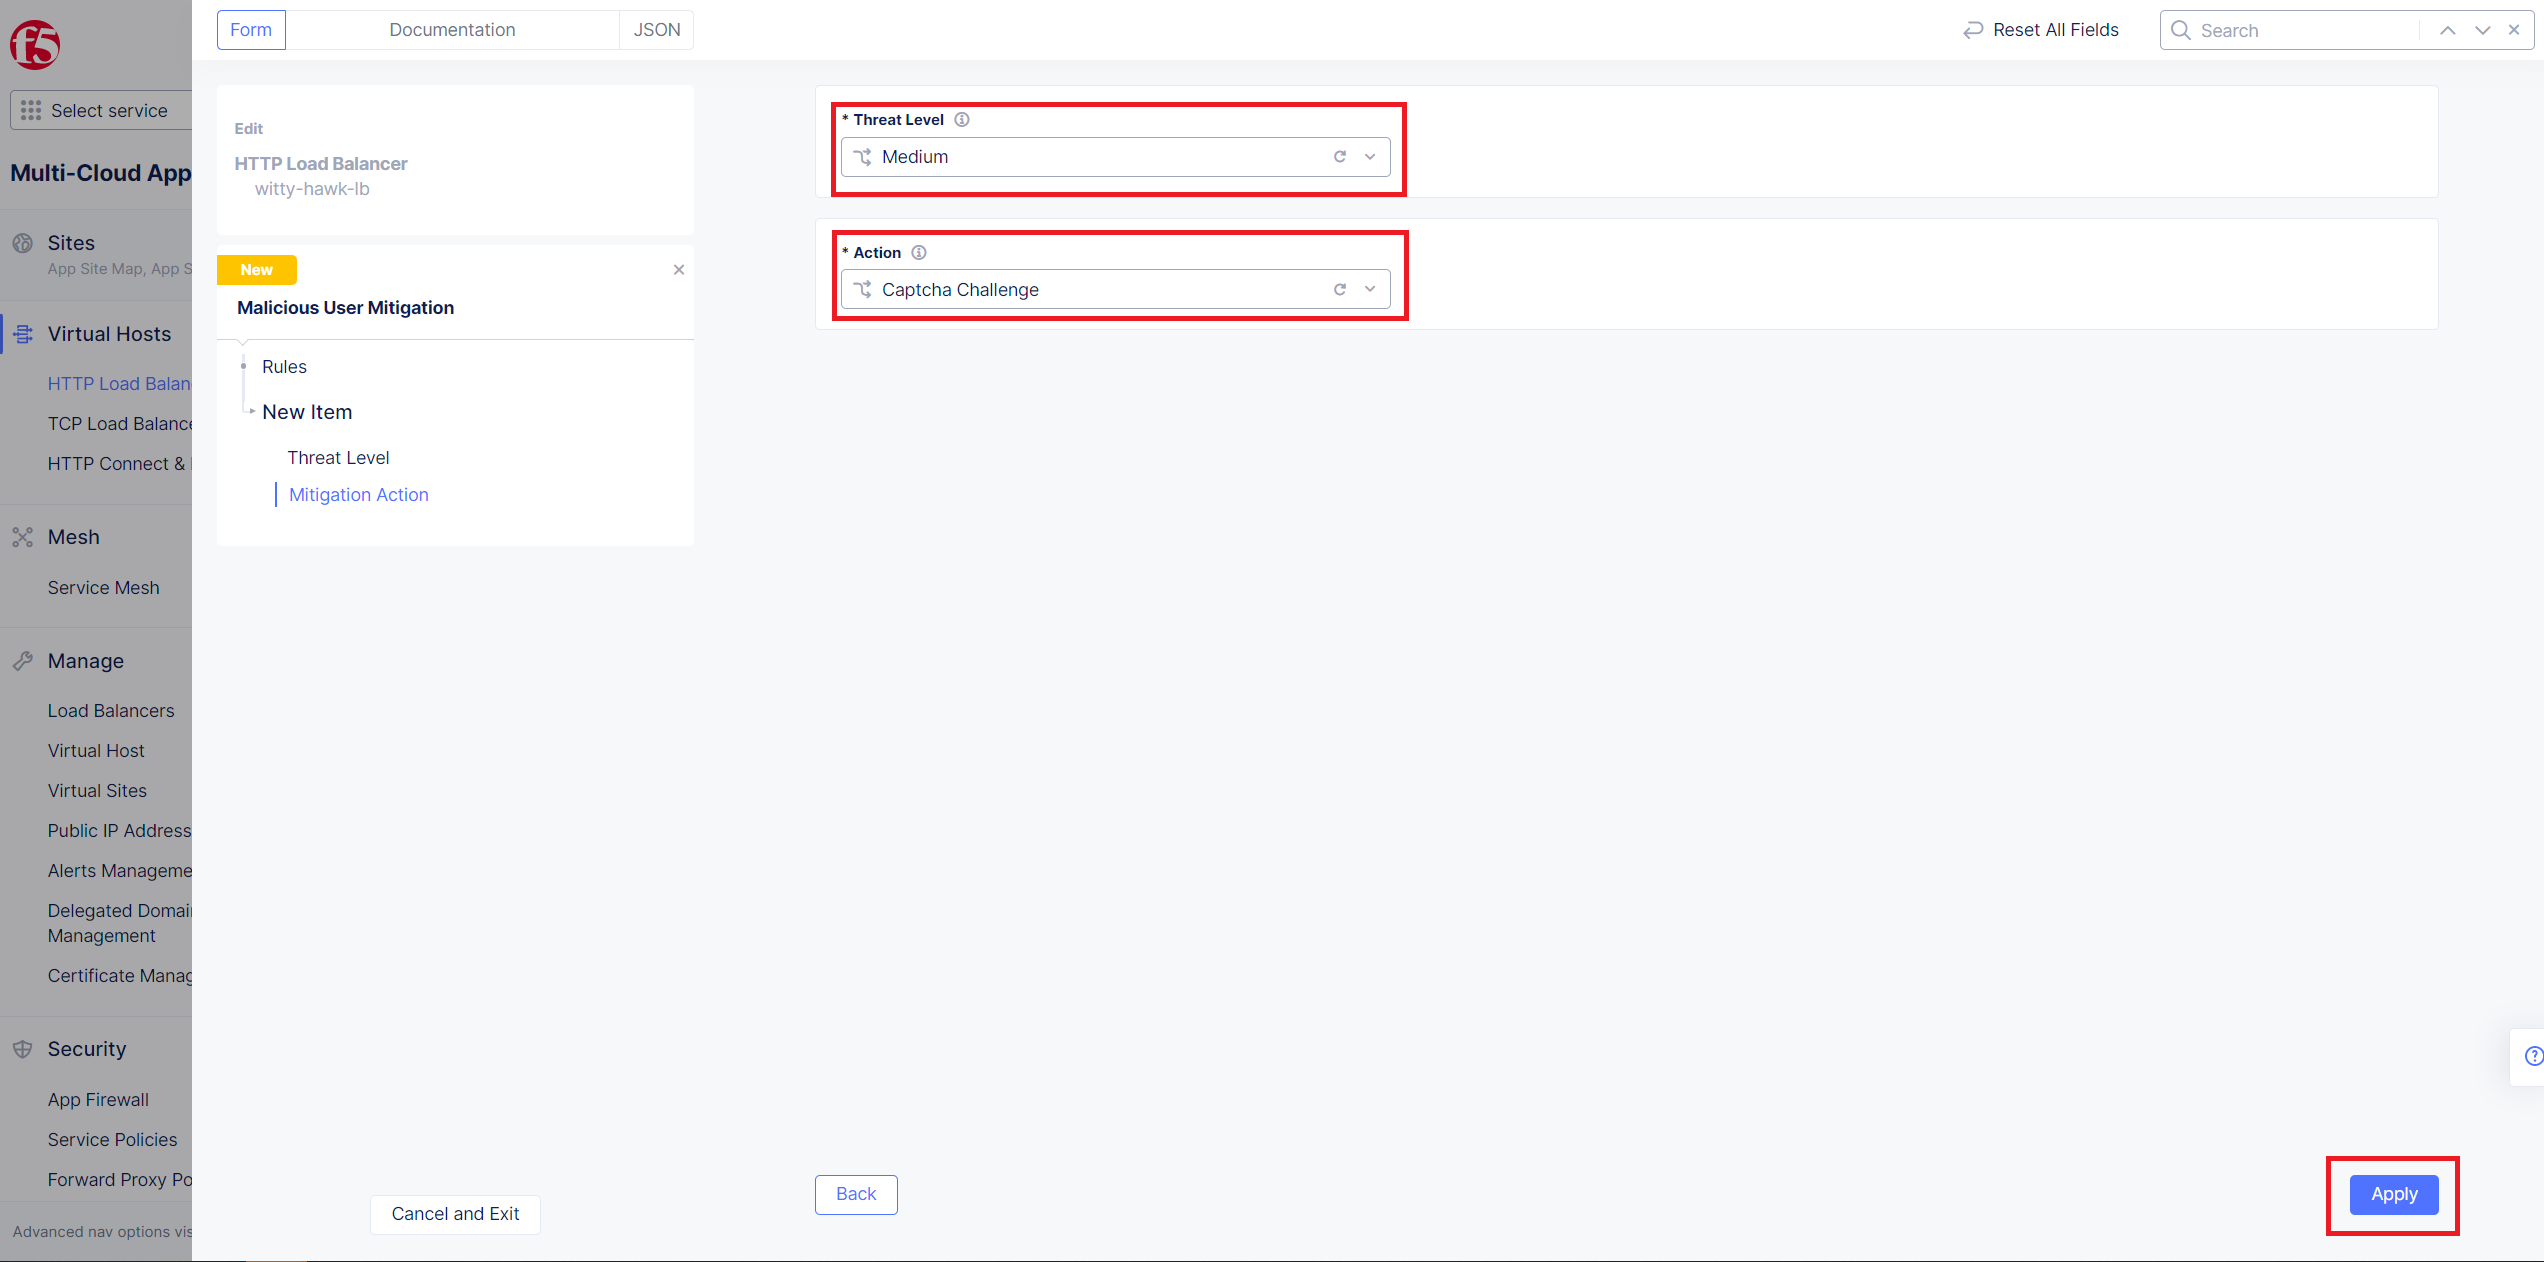 f5
Select service
Multi-Cloud App
Sites
App Site Map, App S
Virtual Hosts
HTTP Load Balan
TCP Load Balance
HTTP Connect &
Mesh
Service Mesh
Manage
Load Balancers
Virtual Host
Virtual Sites
Public IP Address
Alerts Manageme
Delegated Domai
Management
Certificate Manag
Security
App Firewall
Service Policies
Forward Proxy Po
Advanced nav options vis
Form
Documentation
JSON
Reset All Fields
Search
Edit
HTTP Load Balancer
witty-hawk-lb
New
Malicious User Mitigation
Rules
New Item
Threat Level
Mitigation Action
Cancel and Exit
* Threat Level
Medium
* Action
Captcha Challenge
Back
Apply